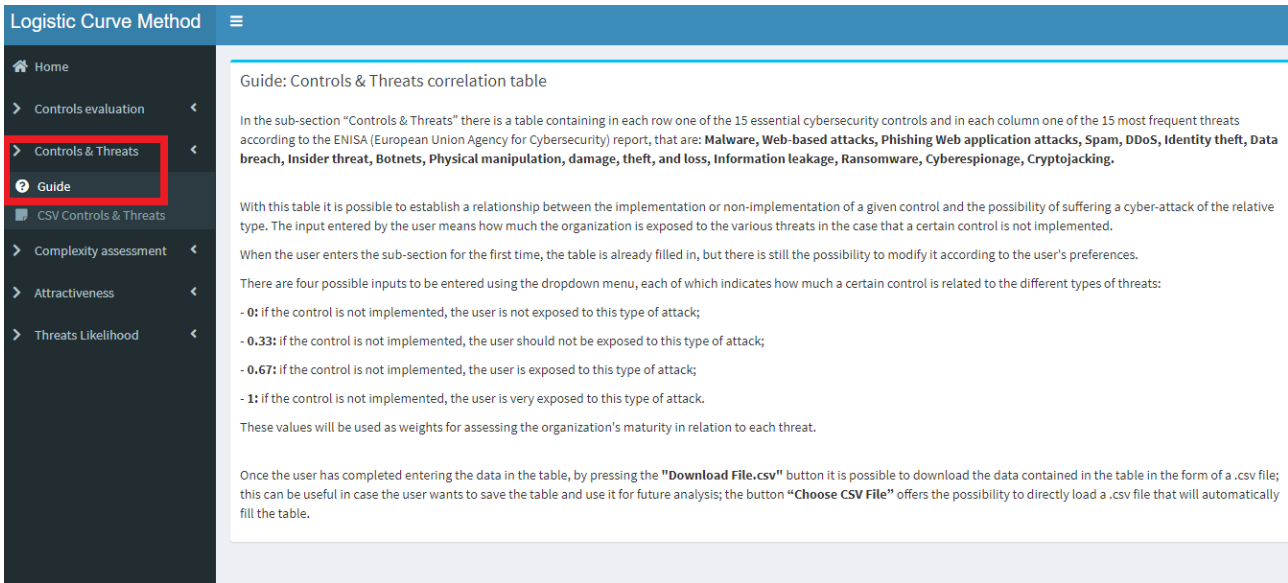 Logistic Curve Method
Home
Controls evaluation
Controls & Threats
Guide
CSV Controls & Threats
Complexity assessment
Attractiveness
Threats Likelihood
Guide: Controls & Threats correlation table
In the sub-section “Controls & Threats” there is a table containing in each row one of the 15 essential cybersecurity controls and in each column one of the 15 most frequent threats
according to the ENISA (European Union Agency for Cybersecurity) report, that are: Malware, Web-based attacks, Phishing Web application attacks, Spam, DDoS, Identity theft, Data
breach, Insider threat, Botnets, Physical manipulation, damage, theft, and loss, Information leakage, Ransomware, Cyberespionage, Cryptojacking.
With this table it is possible to establish a relationship between the implementation or non-implementation of a given control and the possibility of suffering a cyber-attack of the relative
type. The input entered by the user means how much the organization is exposed to the various threats in the case that a certain control is not implemented.
When the user enters the sub-section for the first time, the table is already filled in, but there is still the possibility to modify it according to the user's preferences.
There are four possible inputs to be entered using the dropdown menu, each of which indicates how much a certain control is related to the different types of threats:
- 0: if the control is not implemented, the user is not exposed to this type of attack;
- 0.33: if the control is not implemented, the user should not be exposed to this type of attack;
- 0.67: if the control is not implemented, the user is exposed to this type of attack;
- 1: if the control is not implemented, the user is very exposed to this type of attack.
These values will be used as weights for assessing the organization's maturity in relation to each threat.
Once the user has completed entering the data in the table, by pressing the "Download File.csv" button it is possible to download the data contained in the table in the form of a .csv file;
this can be useful in case the user wants to save the table and use it for future analysis; the button “Choose CSV File” offers the possibility to directly load a .csv file that will automatically
fill the table.